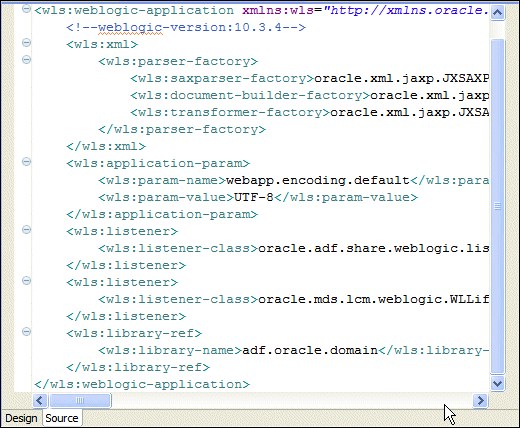 <wls:weblogic-application xmlns:wls="http://xmlns.oracle.
<!--weblogic-version:10.3.4-->
<wls:xml>
<wls:parser-factory>
<wls:saxparser-factory>oracle.xml.jaxp.JXSAXP
<wls:document-builder-factory>oracle.xml.jaxp
<wls:transformer-factory>oracle.xml.jaxp.JXSA
</wls:parser-factory>
</wls:xml>
<wls:application-param>
<wls:param-name>webapp.encoding.default</wls:para
<wls:param-value>UTF-8</wls:param-value>
</wls:application-param>
<wls:listener>
<wls:listener-class>oracle.adf.share.weblogic.lis
</wls:listener>
<wls:listener>
<wls:listener-class>oracle.mds.lcm.weblogic.WLLif
</wls:listener>
<wls:library-ref>
<wls:library-name>adf.oracle.domain</wls:library-
</wls:library-ref>
</wls:weblogic-application>
Design Source